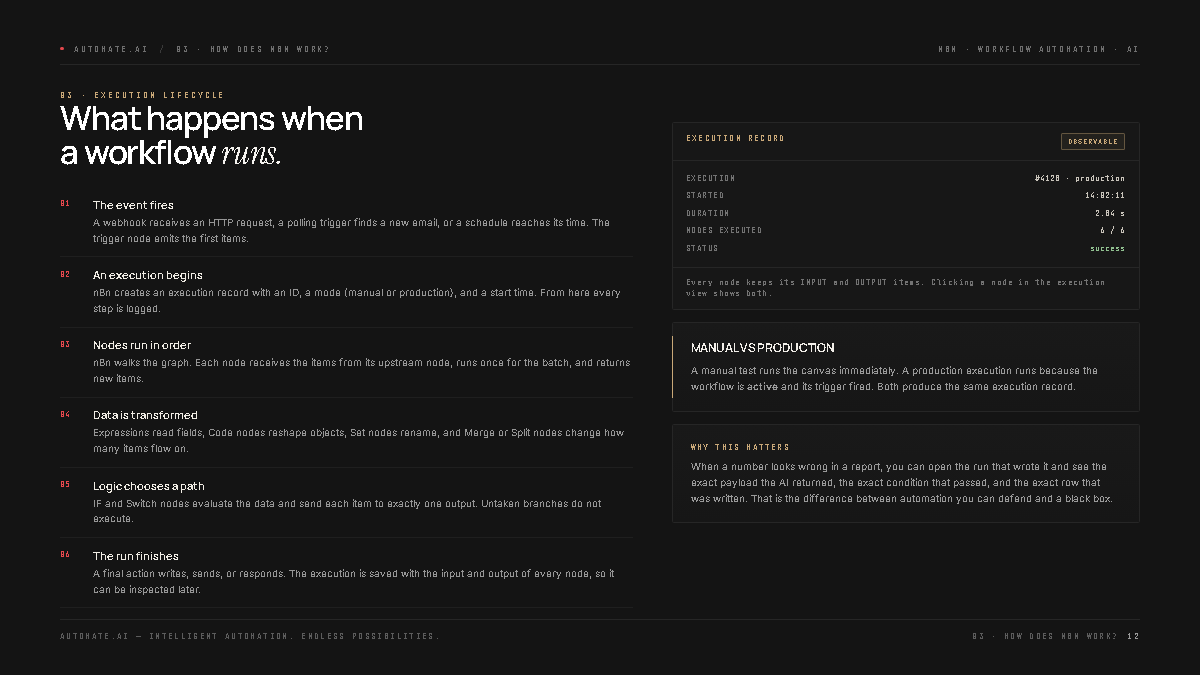 AUTOMATE.AI / 03 · HOW DOES N8N WORK?
N8N · WORKFLOW AUTOMATION · AI
03 · EXECUTION LIFECYCLE
What happens when
a workflow runs.
01
The event fires
A webhook receives an HTTP request, a polling trigger finds a new email, or a schedule reaches its time. The
trigger node emits the first items.
02
An execution begins
n8n creates an execution record with an ID, a mode (manual or production), and a start time. From here every
step is logged.
03
Nodes run in order
n8n walks the graph. Each node receives the items from its upstream node, runs once for the batch, and returns
new items.
04
Data is transformed
Expressions read fields, Code nodes reshape objects, Set nodes rename, and Merge or Split nodes change how
many items flow on.
05
Logic chooses a path
IF and Switch nodes evaluate the data and send each item to exactly one output. Untaken branches do not
execute.
06
The run finishes
A final action writes, sends, or responds. The execution is saved with the input and output of every node, so it
can be inspected later.
EXECUTION RECORD
OBSERVABLE
EXECUTION #4128 · production
STARTED 14:02:11
DURATION 2.84 s
NODES EXECUTED 6 / 6
STATUS success
Every node keeps its INPUT and OUTPUT items. Clicking a node in the execution
view shows both.
MANUAL VS PRODUCTION
A manual test runs the canvas immediately. A production execution runs because the
workflow is active and its trigger fired. Both produce the same execution record.
WHY THIS MATTERS
When a number looks wrong in a report, you can open the run that wrote it and see the
exact payload the AI returned, the exact condition that passed, and the exact row that
was written. That is the difference between automation you can defend and a black box.
AUTOMATE.AI — INTELLIGENT AUTOMATION. ENDLESS POSSIBILITIES.
03 · HOW DOES N8N WORK? 12